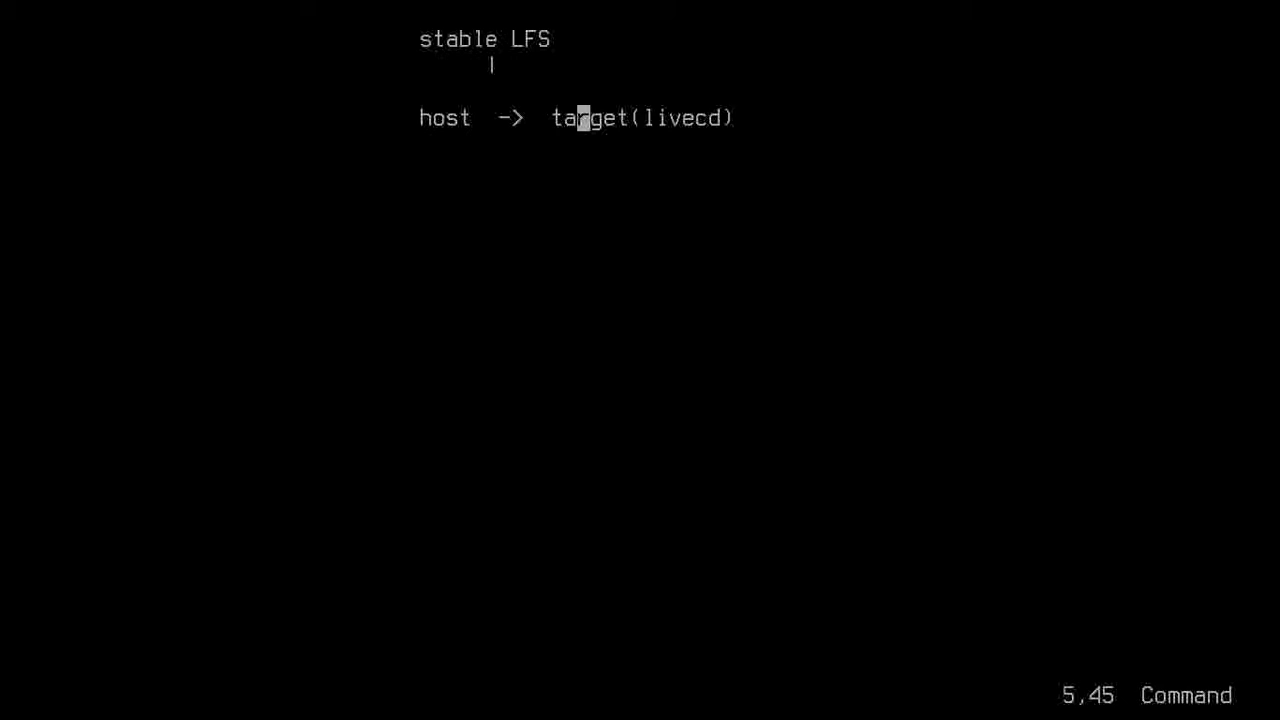 stable LFS
|
host -> target(livecd)
5,45 Command